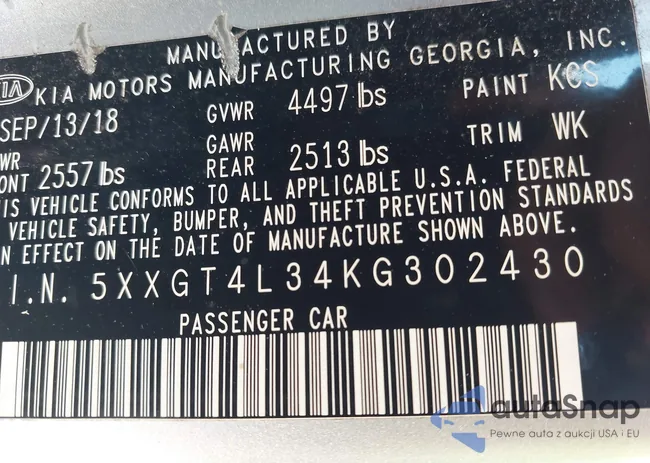 MANUFACTURED BY
KIA KIA MOTORS MANUFACTURING GEORGIA, INC.
SEP/13/18 GVWR 4497 lbs PAINT KCS
WR GAWR TRIM WK
ONT 2557 lbs REAR 2513 lbs
IS VEHICLE CONFORMS TO ALL APPLICABLE U.S.A. FEDERAL
VEHICLE SAFETY, BUMPER, AND THEFT PREVENTION STANDARDS
N EFFECT ON THE DATE OF MANUFACTURE SHOWN ABOVE.
I.N. 5XXGT4L34KG302430
PASSENGER CAR
autoSnap
Pewne auta z aukcji USA i EU